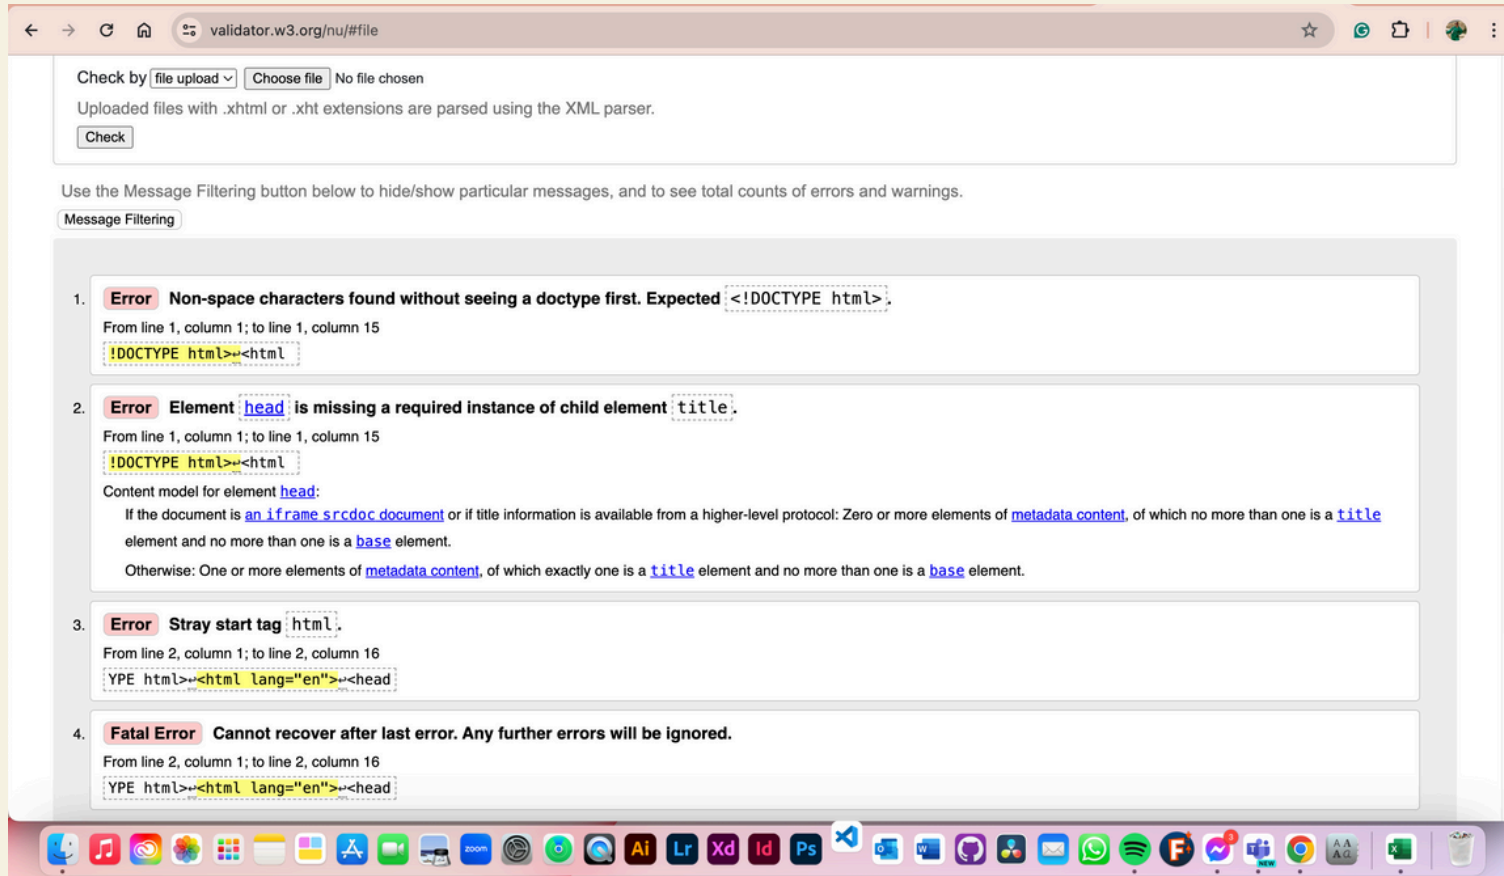 validator.w3.org/nu/#file
Check by file upload Choose file No file chosen
Uploaded files with .xhtml or .xht extensions are parsed using the XML parser.
Check
Use the Message Filtering button below to hide/show particular messages, and to see total counts of errors and warnings.
Message Filtering
1. Error Non-space characters found without seeing a doctype first. Expected <!DOCTYPE html>.
From line 1, column 1; to line 1, column 15
!DOCTYPE html>↩<html
2. Error Element head is missing a required instance of child element title.
From line 1, column 1; to line 1, column 15
!DOCTYPE html>↩<html
Content model for element head:
If the document is an iframe srcdoc document or if title information is available from a higher-level protocol: Zero or more elements of metadata content, of which no more than one is a title
element and no more than one is a base element.
Otherwise: One or more elements of metadata content, of which exactly one is a title element and no more than one is a base element.
3. Error Stray start tag html.
From line 2, column 1; to line 2, column 16
YPE html>↩<html lang="en">↩<head
4. Fatal Error Cannot recover after last error. Any further errors will be ignored.
From line 2, column 1; to line 2, column 16
YPE html>↩<html lang="en">↩<head
zoom Ai Lr Xd Id Ps 3 NEW